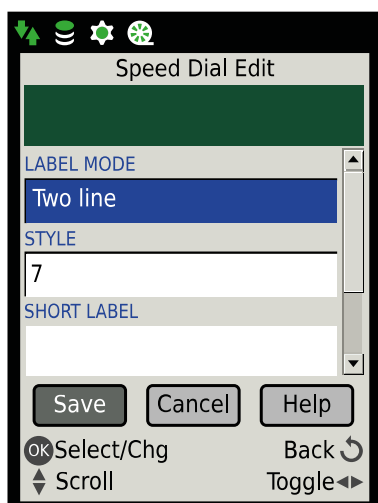 Speed Dial Edit
LABEL MODE
Two line
STYLE
7
SHORT LABEL
Save Cancel Help
OK Select/Chg Back
Scroll Toggle